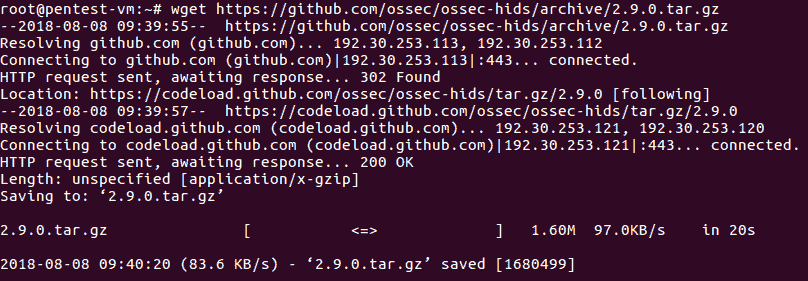 root@pentest-vm:~# wget https://github.com/ossec/ossec-hids/archive/2.9.0.tar.gz
--2018-08-08 09:39:55--  https://github.com/ossec/ossec-hids/archive/2.9.0.tar.gz
Resolving github.com (github.com)... 192.30.253.113, 192.30.253.112
Connecting to github.com (github.com)|192.30.253.113|:443... connected.
HTTP request sent, awaiting response... 302 Found
Location: https://codeload.github.com/ossec/ossec-hids/tar.gz/2.9.0 [following]
--2018-08-08 09:39:57--  https://codeload.github.com/ossec/ossec-hids/tar.gz/2.9.0
Resolving codeload.github.com (codeload.github.com)... 192.30.253.121, 192.30.253.120
Connecting to codeload.github.com (codeload.github.com)|192.30.253.121|:443... connected.
HTTP request sent, awaiting response... 200 OK
Length: unspecified [application/x-gzip]
Saving to: ‘2.9.0.tar.gz’
2.9.0.tar.gz                [          <=>            ]   1.60M  97.0KB/s    in 20s
2018-08-08 09:40:20 (83.6 KB/s) - ‘2.9.0.tar.gz’ saved [1680499]